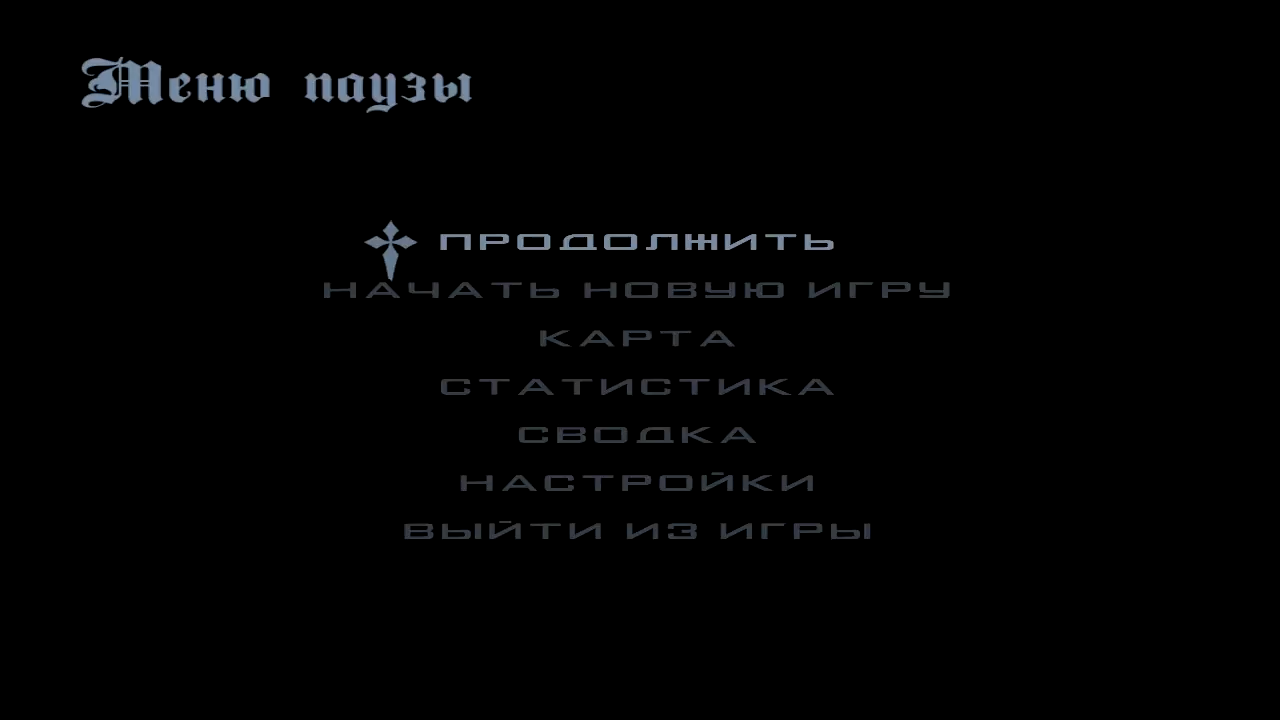 Меню паузы
ПРОДОЛЖИТЬ
НАЧАТЬ НОВУЮ ИГРУ
КАРТА
СТАТИСТИКА
СВОДКА
НАСТРОЙКИ
ВЫЙТИ ИЗ ИГРЫ